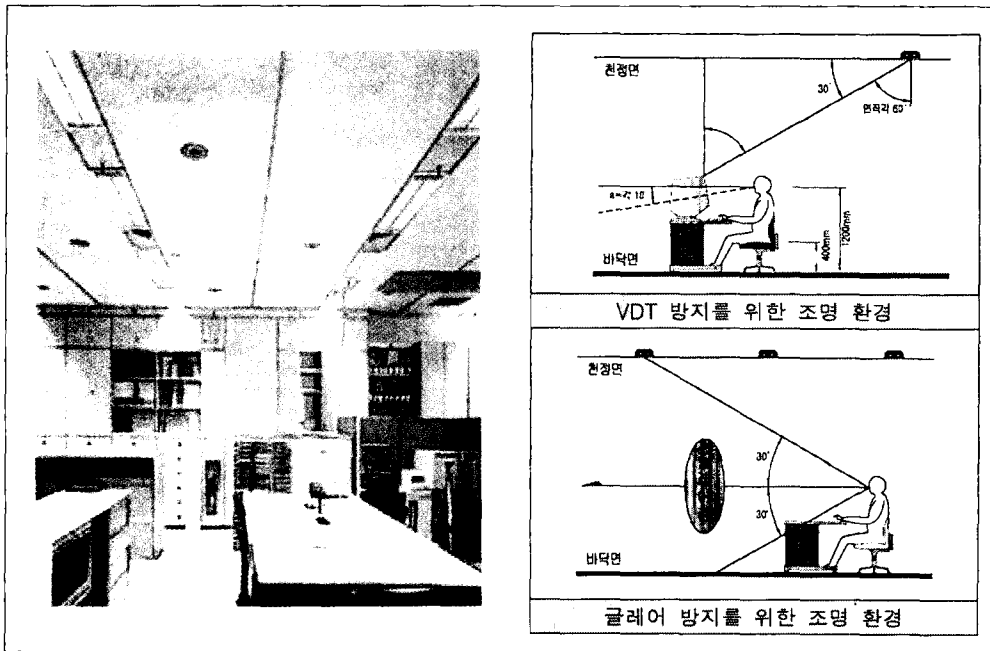 천정면
30˚
연직각 60˚
10˚
400mm
1200mm
바닥면
VDT 방지를 위한 조명 환경
천정면
30˚
30˚
바닥면
글레어 방지를 위한 조명 환경